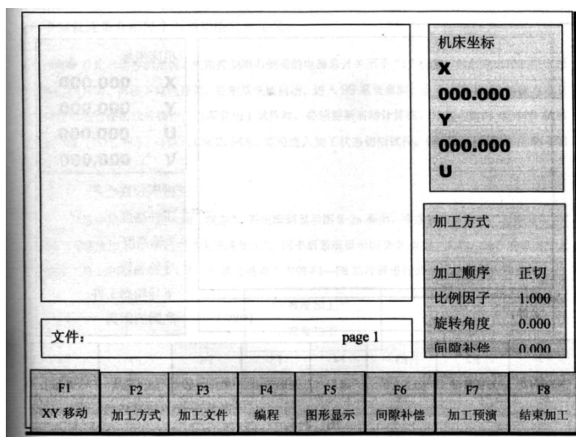 机床坐标
X
000.000
Y
000.000
U
加工方式
加工顺序 正切
比例因子 1.000
旋转角度 0.000
间隙补偿 0.000
文件： page 1
F1 F2 F3 F4 F5 F6 F7 F8
XY 移动 加工方式 加工文件 编程 图形显示 间隙补偿 加工预演 结束加工